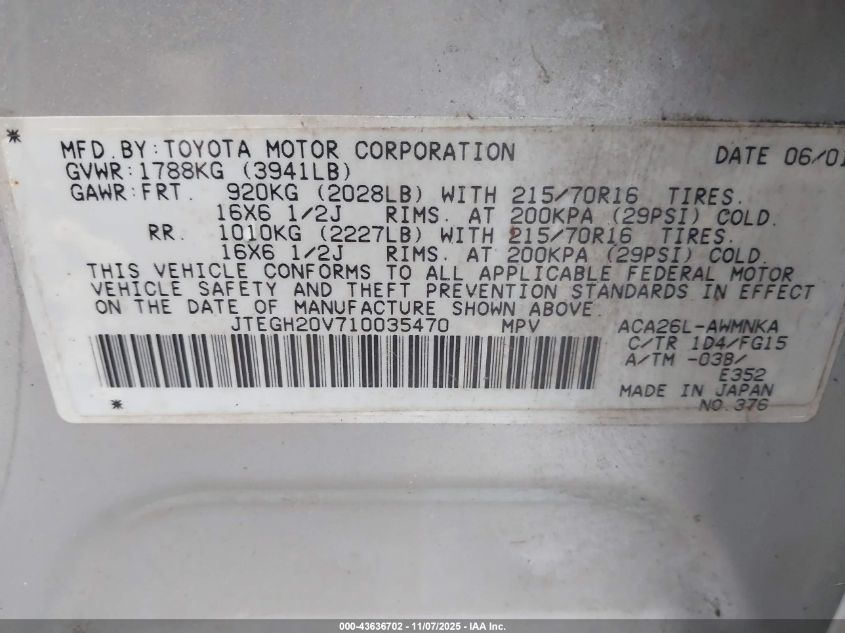 MFD. BY: TOYOTA MOTOR CORPORATION DATE 06/01
GVWR: 1788KG (3941LB)
GAWR: FRT. 920KG (2028LB) WITH 215/70R16 TIRES.
16X6 1/2J RIMS. AT 200KPA (29PSI) COLD.
RR. 1010KG (2227LB) WITH 215/70R16 TIRES.
16X6 1/2J RIMS. AT 200KPA (29PSI) COLD.
THIS VEHICLE CONFORMS TO ALL APPLICABLE FEDERAL MOTOR
VEHICLE SAFETY AND THEFT PREVENTION STANDARDS IN EFFECT
ON THE DATE OF MANUFACTURE SHOWN ABOVE.
JTEGH20V710035470 MPV ACA26L-AWMNKA
C/TR 1D4/FG15
A/TM -03B/
E352
MADE IN JAPAN
NO. 376
000-43636702 - 11/07/2025 - IAA Inc.